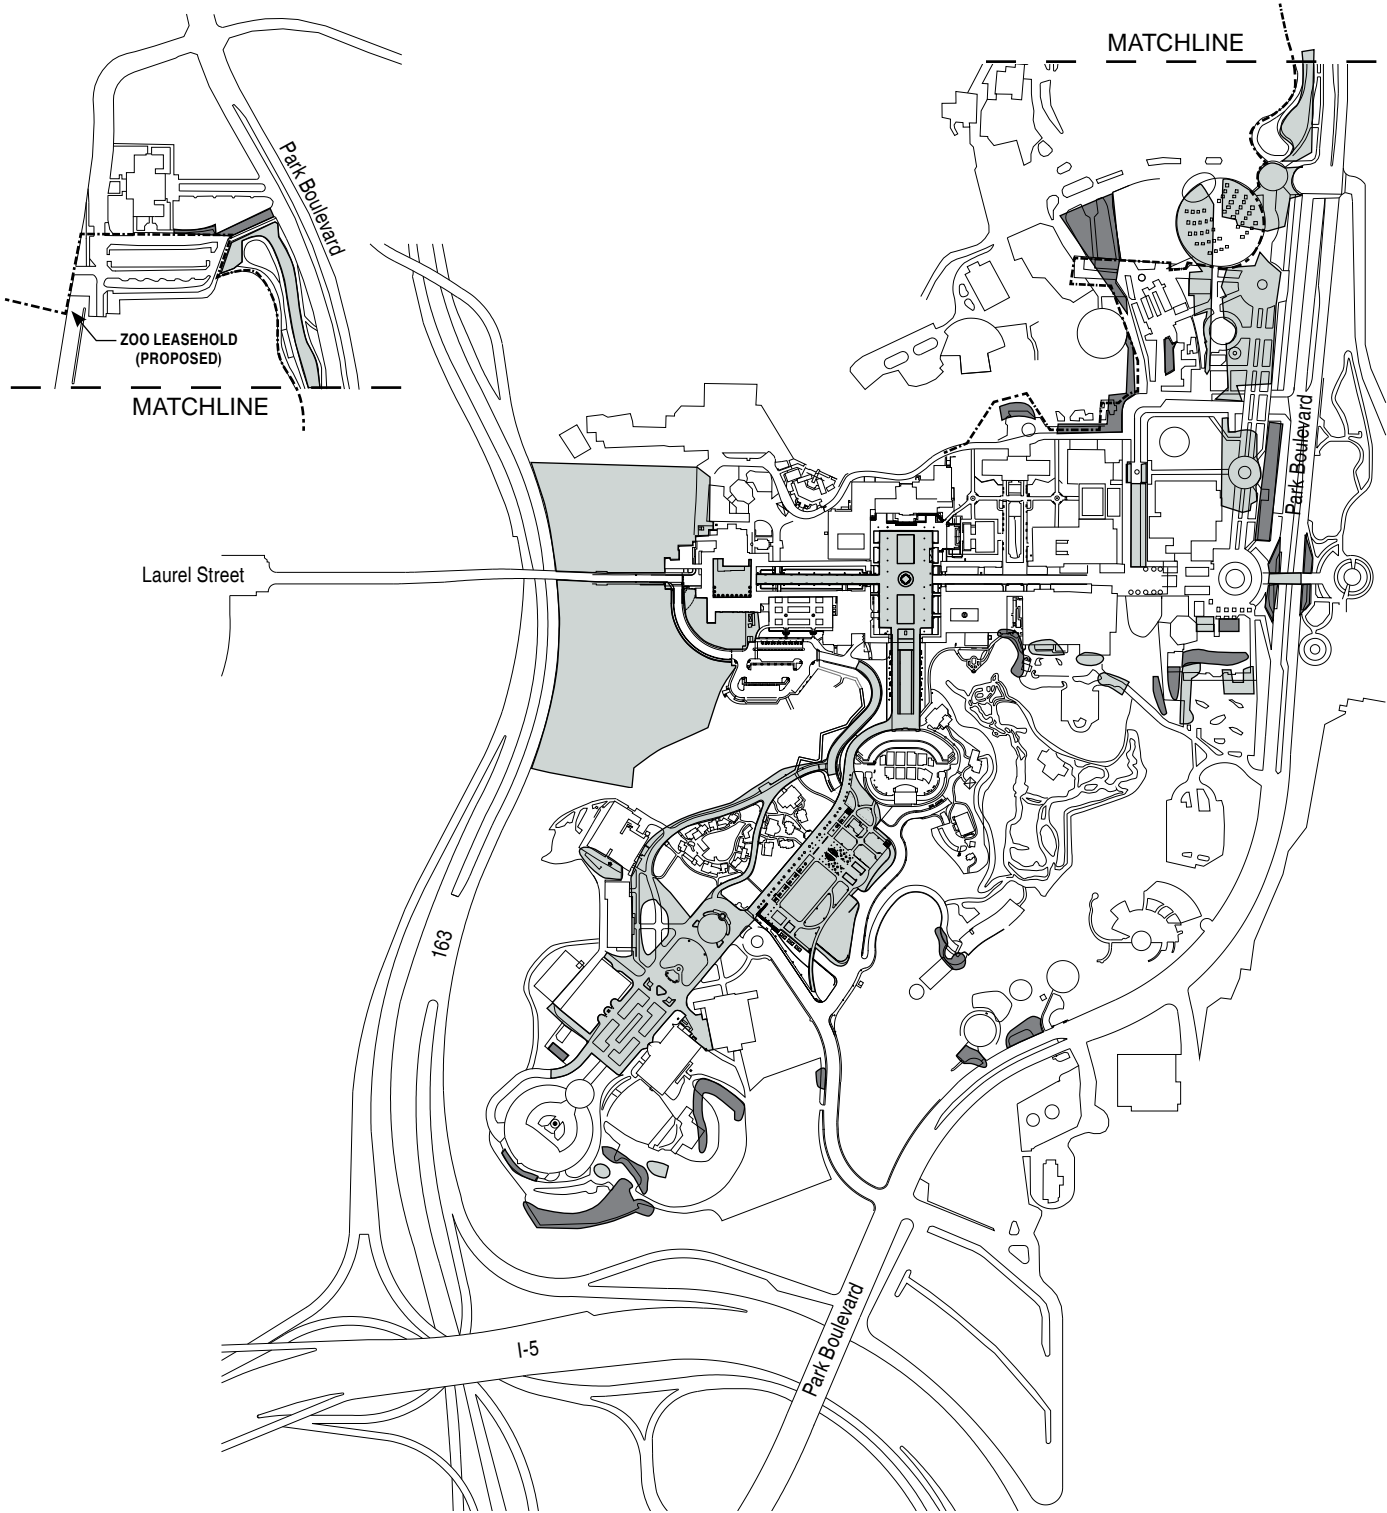 MATCHLINE
Park Boulevard
ZOO LEASEHOLD
(PROPOSED)
MATCHLINE
Park Boulevard
Laurel Street
163
I-5
Park Boulevard